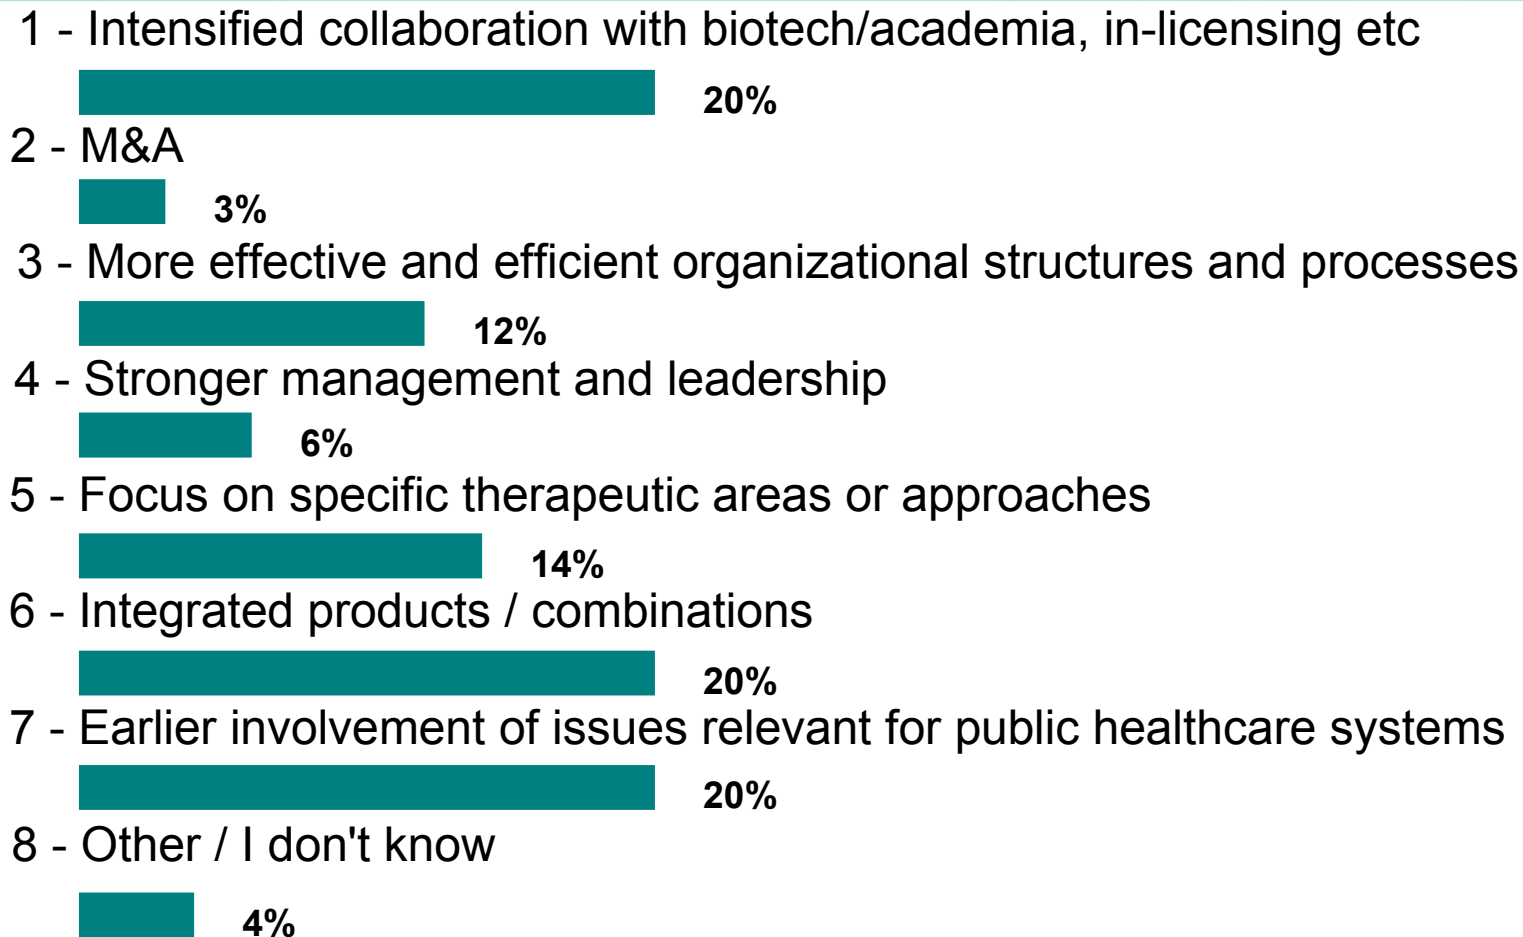 1 - Intensified collaboration with biotech/academia, in-licensing etc
20%
2 - M&A
3%
3 - More effective and efficient organizational structures and processes
12%
4 - Stronger management and leadership
6%
5 - Focus on specific therapeutic areas or approaches
14%
6 - Integrated products / combinations
20%
7 - Earlier involvement of issues relevant for public healthcare systems
20%
8 - Other / I don't know
4%